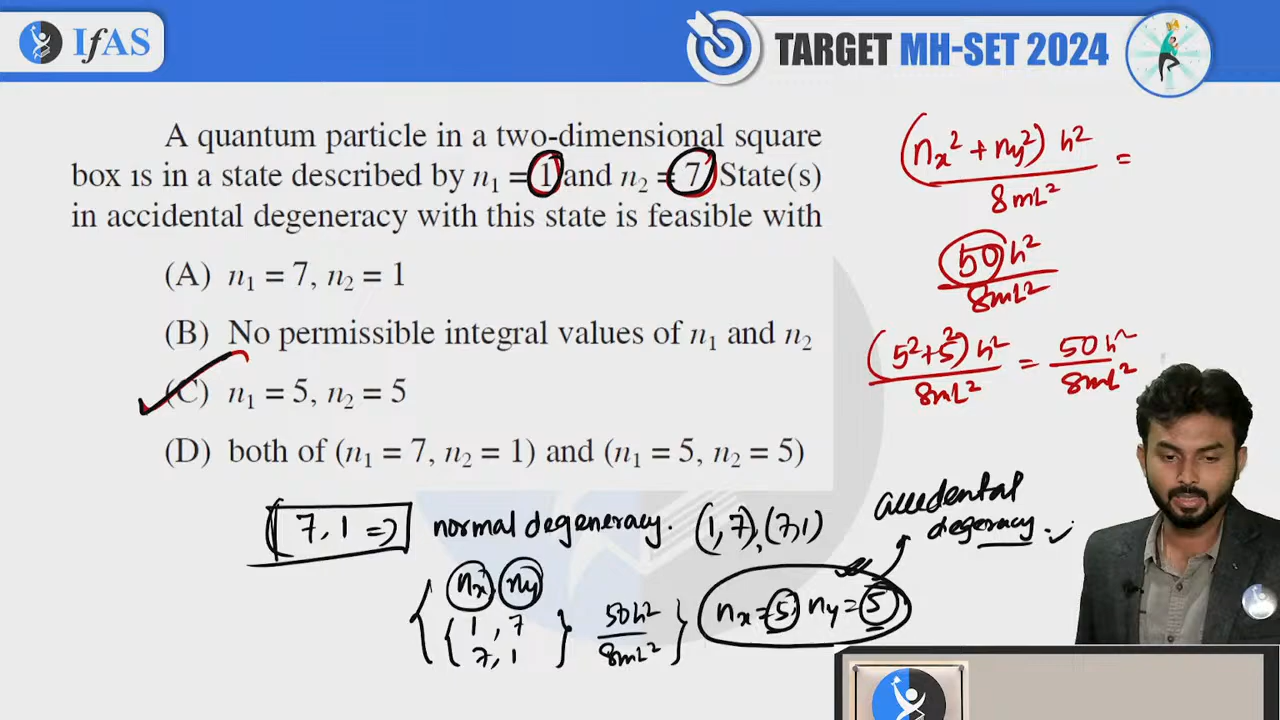 IfAS
TARGET MH-SET 2024
A quantum particle in a two-dimensional square
box is in a state described by n₁ = 1 and n₂ = 7 State(s)
in accidental degeneracy with this state is feasible with
(A) n₁ = 7, n₂ = 1
(B) No permissible integral values of n₁ and n₂
(C) n₁ = 5, n₂ = 5
(D) both of (n₁ = 7, n₂ = 1) and (n₁ = 5, n₂ = 5)
(nx² + ny²) h² / 8mL² =
50 h² / 8mL²
(5² + 5²) h² / 8mL² = 50h² / 8mL²
7, 1 ⇒ normal degeneracy. (1, 7), (7, 1)
accedental
degeracy
nx ny
1, 7
7, 1
50h² / 8mL²
nx = 5, ny = 5